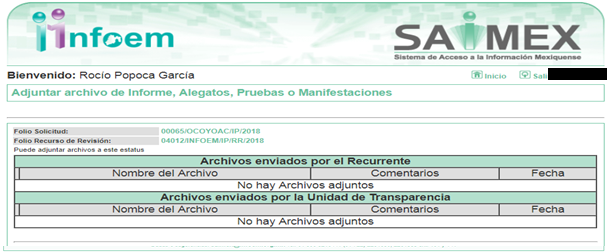 infoem
SAIMEX
Sistema de Acceso a la Información Mexiquense
Bienvenido: Rocío Popoca García
Inicio
Sali
Adjuntar archivo de Informe, Alegatos, Pruebas o Manifestaciones
Folio Solicitud: 00065/OCOYOAC/IP/2018
Folio Recurso de Revisión: 04012/INFOEM/IP/RR/2018
Puede adjuntar archivos a este estatus
Archivos enviados por el Recurrente
Nombre del Archivo Comentarios Fecha
No hay Archivos adjuntos
Archivos enviados por la Unidad de Transparencia
Nombre del Archivo Comentarios Fecha
No hay Archivos adjuntos